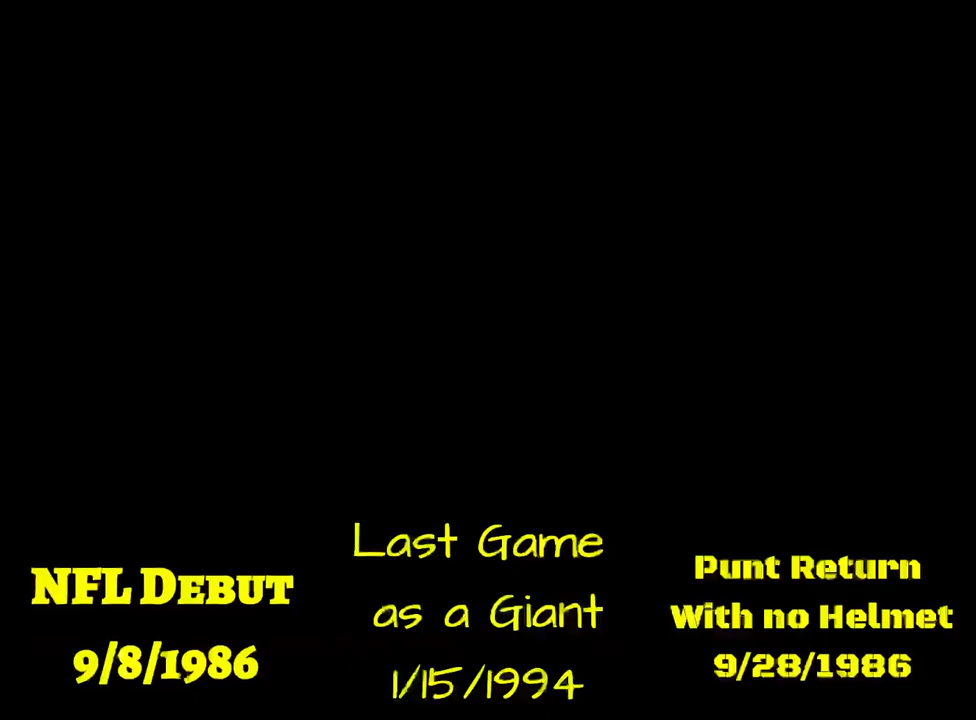 NFL DEBUT
9/8/1986
Last Game
as a Giant
1/15/1994
Punt Return
With no Helmet
9/28/1986